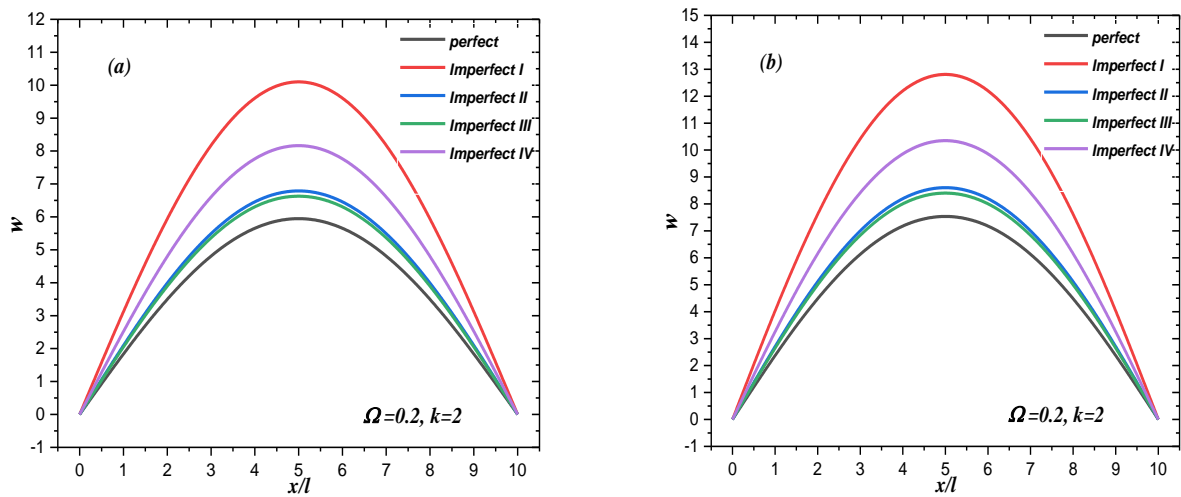 (a)
w
12
11
10
9
8
7
6
5
4
3
2
1
0
-1
perfect
Imperfect I
Imperfect II
Imperfect III
Imperfect IV
Ω=0.2, k=2
0 1 2 3 4 5 6 7 8 9 10
x/l
(b)
w
15
14
13
12
11
10
9
8
7
6
5
4
3
2
1
0
-1
perfect
Imperfect I
Imperfect II
Imperfect III
Imperfect IV
Ω=0.2, k=2
0 1 2 3 4 5 6 7 8 9 10
x/l